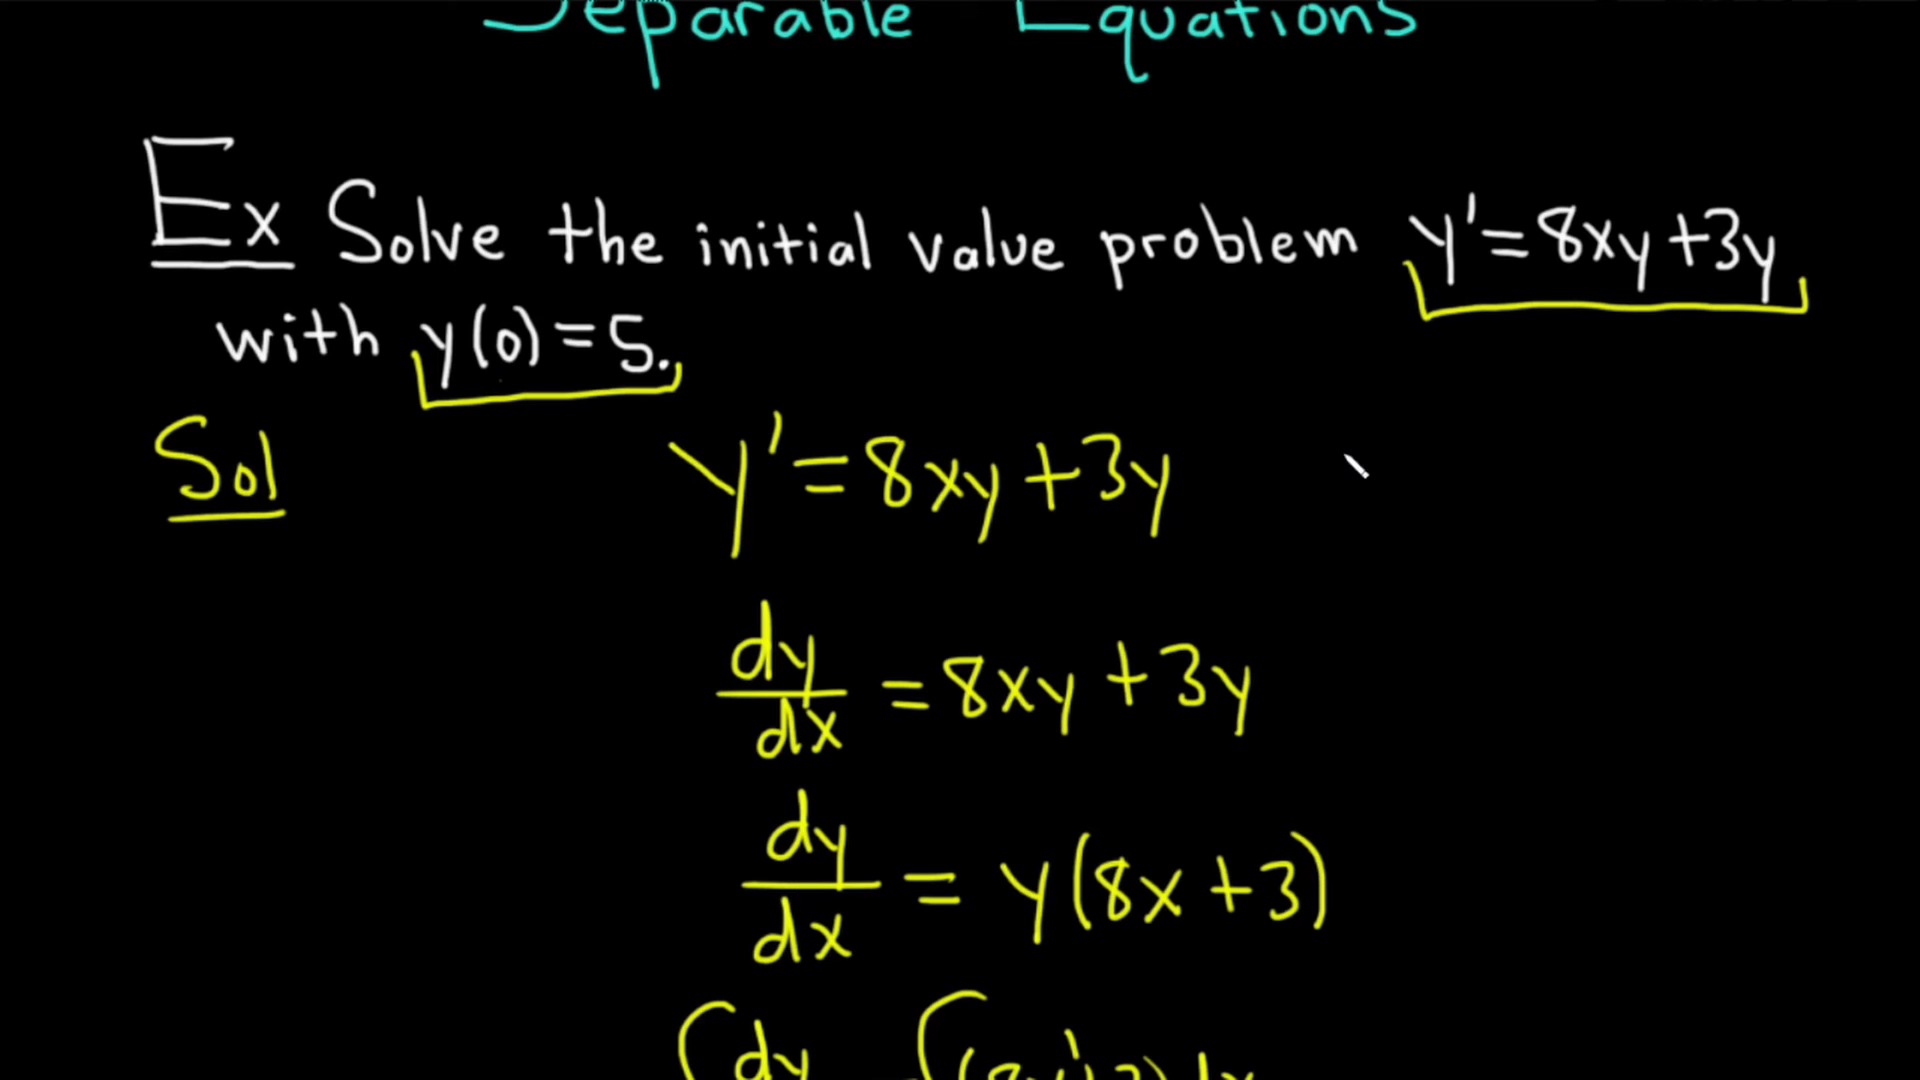 Separable Equations
Ex Solve the initial value problem y' = 8xy + 3y
with y(0) = 5.
Sol
y' = 8xy + 3y
dy/dx = 8xy + 3y
dy/dx = y(8x + 3)
∫ dy